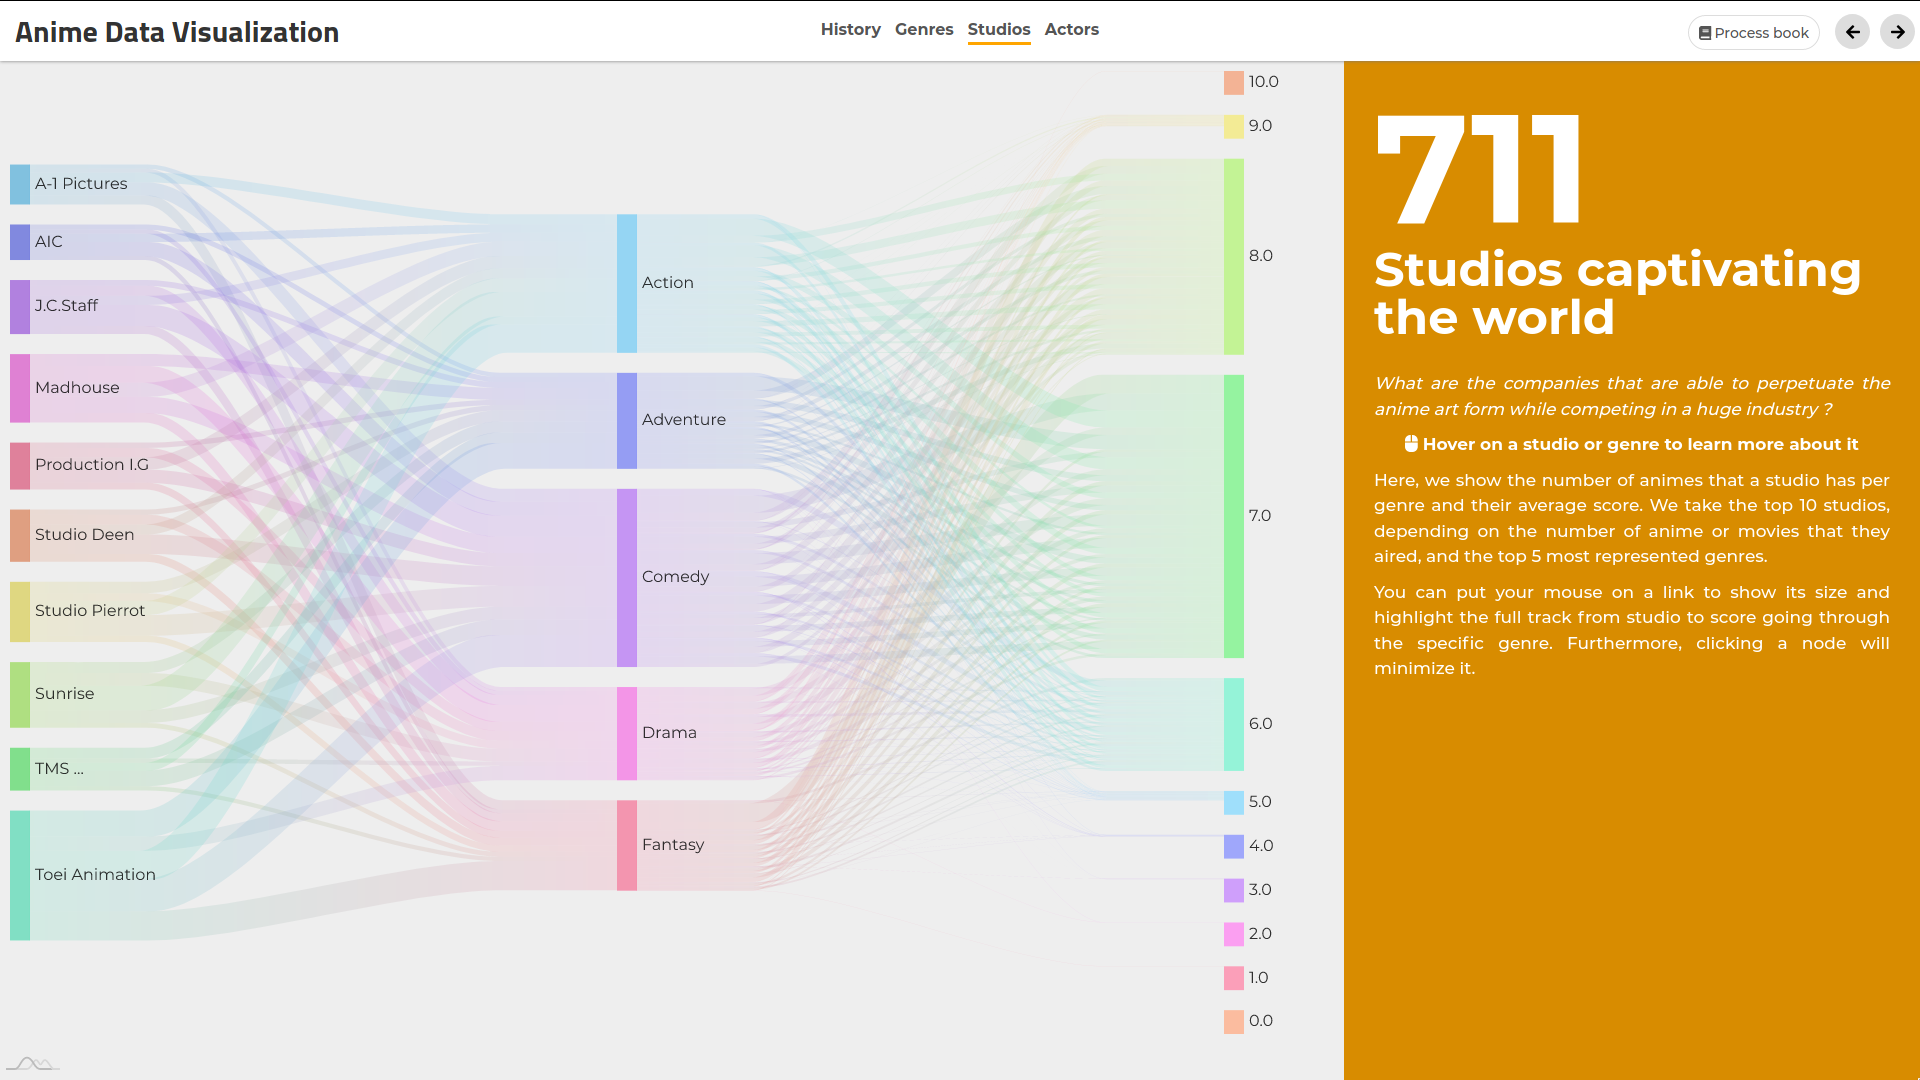 Anime Data Visualization
History Genres Studios Actors
Process book
A-1 Pictures
AIC
J.C.Staff
Madhouse
Production I.G
Studio Deen
Studio Pierrot
Sunrise
TMS ...
Toei Animation
Action
Adventure
Comedy
Drama
Fantasy
10.0
9.0
8.0
7.0
6.0
5.0
4.0
3.0
2.0
1.0
0.0
711
Studios captivating
the world
What are the companies that are able to perpetuate the
anime art form while competing in a huge industry ?
Hover on a studio or genre to learn more about it
Here, we show the number of animes that a studio has per
genre and their average score. We take the top 10 studios,
depending on the number of anime or movies that they
aired, and the top 5 most represented genres.
You can put your mouse on a link to show its size and
highlight the full track from studio to score going through
the specific genre. Furthermore, clicking a node will
minimize it.